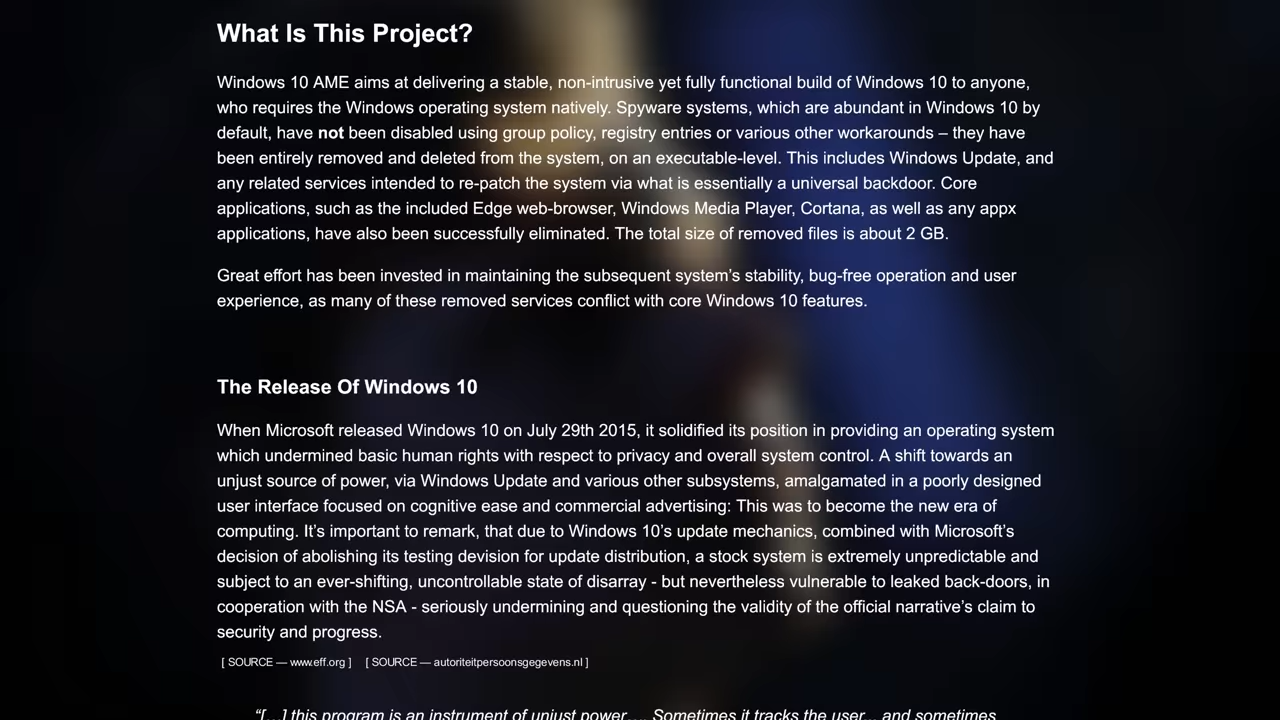 What Is This Project?
Windows 10 AME aims at delivering a stable, non-intrusive yet fully functional build of Windows 10 to anyone,
who requires the Windows operating system natively. Spyware systems, which are abundant in Windows 10 by
default, have not been disabled using group policy, registry entries or various other workarounds – they have
been entirely removed and deleted from the system, on an executable-level. This includes Windows Update, and
any related services intended to re-patch the system via what is essentially a universal backdoor. Core
applications, such as the included Edge web-browser, Windows Media Player, Cortana, as well as any appx
applications, have also been successfully eliminated. The total size of removed files is about 2 GB.
Great effort has been invested in maintaining the subsequent system’s stability, bug-free operation and user
experience, as many of these removed services conflict with core Windows 10 features.
The Release Of Windows 10
When Microsoft released Windows 10 on July 29th 2015, it solidified its position in providing an operating system
which undermined basic human rights with respect to privacy and overall system control. A shift towards an
unjust source of power, via Windows Update and various other subsystems, amalgamated in a poorly designed
user interface focused on cognitive ease and commercial advertising: This was to become the new era of
computing. It’s important to remark, that due to Windows 10’s update mechanics, combined with Microsoft’s
decision of abolishing its testing devision for update distribution, a stock system is extremely unpredictable and
subject to an ever-shifting, uncontrollable state of disarray - but nevertheless vulnerable to leaked back-doors, in
cooperation with the NSA - seriously undermining and questioning the validity of the official narrative’s claim to
security and progress.
[ SOURCE — www.eff.org ] [ SOURCE — autoriteitpersoonsgegevens.nl ]
“[…] this program is an instrument of unjust power.... Sometimes it tracks the user... and sometimes